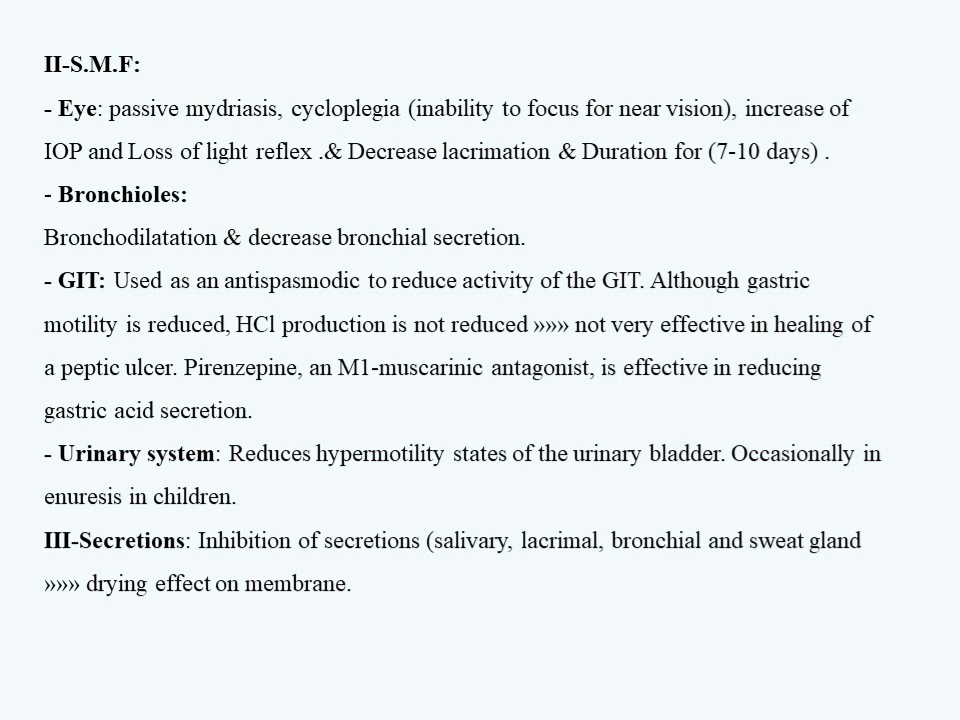 II-S.M.F:
- Eye: passive mydriasis, cycloplegia (inability to focus for near vision), increase of
IOP and Loss of light reflex .& Decrease lacrimation & Duration for (7-10 days) .
- Bronchioles:
Bronchodilatation & decrease bronchial secretion.
- GIT: Used as an antispasmodic to reduce activity of the GIT. Although gastric
motility is reduced, HCl production is not reduced »»» not very effective in healing of
a peptic ulcer. Pirenzepine, an M1-muscarinic antagonist, is effective in reducing
gastric acid secretion.
- Urinary system: Reduces hypermotility states of the urinary bladder. Occasionally in
enuresis in children.
III-Secretions: Inhibition of secretions (salivary, lacrimal, bronchial and sweat gland
»»» drying effect on membrane.